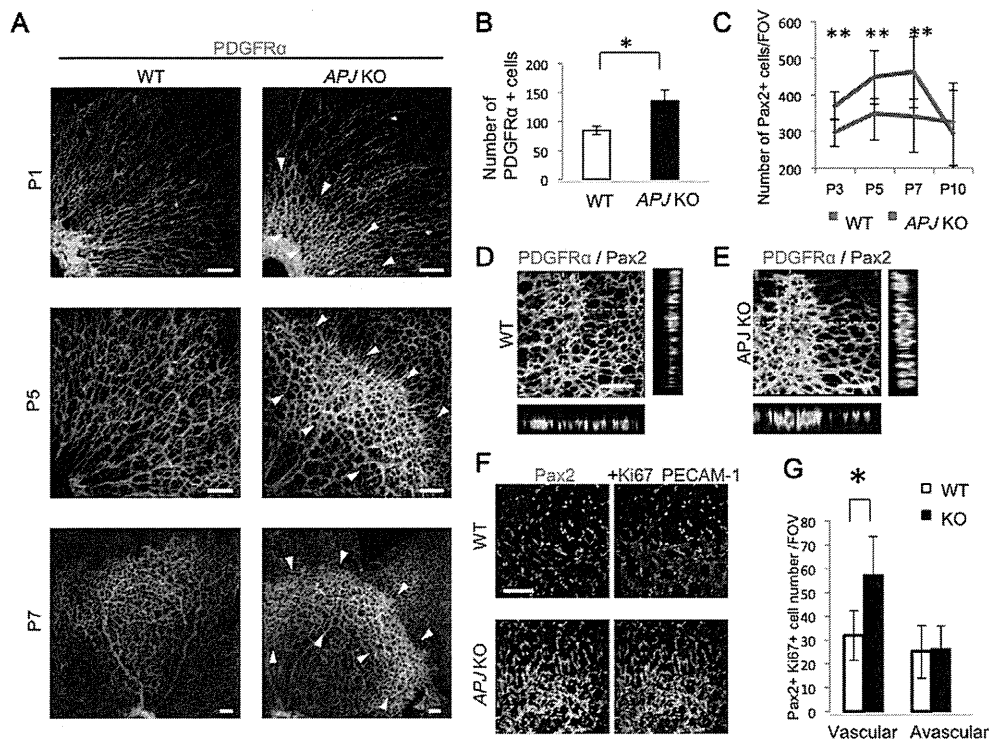 A
PDGFRα
WT
APJ KO
P1
P5
P7
B
*
Number of
PDGFRα + cells
200
150
100
50
0
WT
APJ KO
C
Number of Pax2+ cells/FOV
600
500
400
300
200
** ** **
P3 P5 P7 P10
WT APJ KO
D
PDGFRα / Pax2
WT
E
PDGFRα / Pax2
APJ KO
F
Pax2
+Ki67 PECAM-1
WT
APJ KO
G
*
WT
KO
Pax2+ Ki67+ cell number /FOV
80
70
60
50
40
30
20
10
0
Vascular Avascular